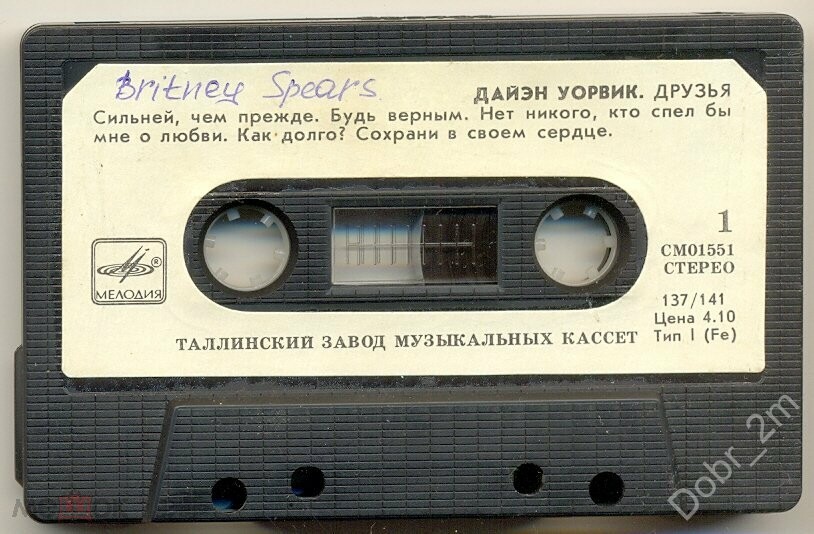 Britney Spears
ДАЙЭН УОРВИК. ДРУЗЬЯ
Сильней, чем прежде. Будь верным. Нет никого, кто спел бы
мне о любви. Как долго? Сохрани в своем сердце.
1
СМ01551
СТЕРЕО
®
МЕЛОДИЯ
137/141
Цена 4.10
Тип I (Fe)
ТАЛЛИНСКИЙ ЗАВОД МУЗЫКАЛЬНЫХ КАССЕТ
Dobr_2m